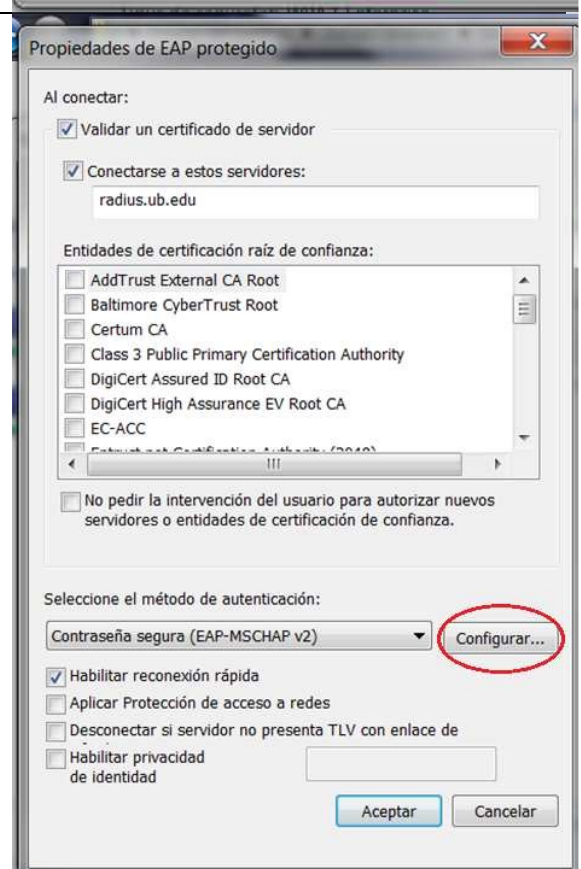 Propiedades de EAP protegido
Al conectar:
Validar un certificado de servidor
Conectarse a estos servidores:
radius.ub.edu
Entidades de certificación raíz de confianza:
AddTrust External CA Root
Baltimore CyberTrust Root
Certum CA
Class 3 Public Primary Certification Authority
DigiCert Assured ID Root CA
DigiCert High Assurance EV Root CA
EC-ACC
No pedir la intervención del usuario para autorizar nuevos
servidores o entidades de certificación de confianza.
Seleccione el método de autenticación:
Contraseña segura (EAP-MSCHAP v2)
Configurar...
Habilitar reconexión rápida
Aplicar Protección de acceso a redes
Desconectar si servidor no presenta TLV con enlace de
Habilitar privacidad
de identidad
Aceptar
Cancelar